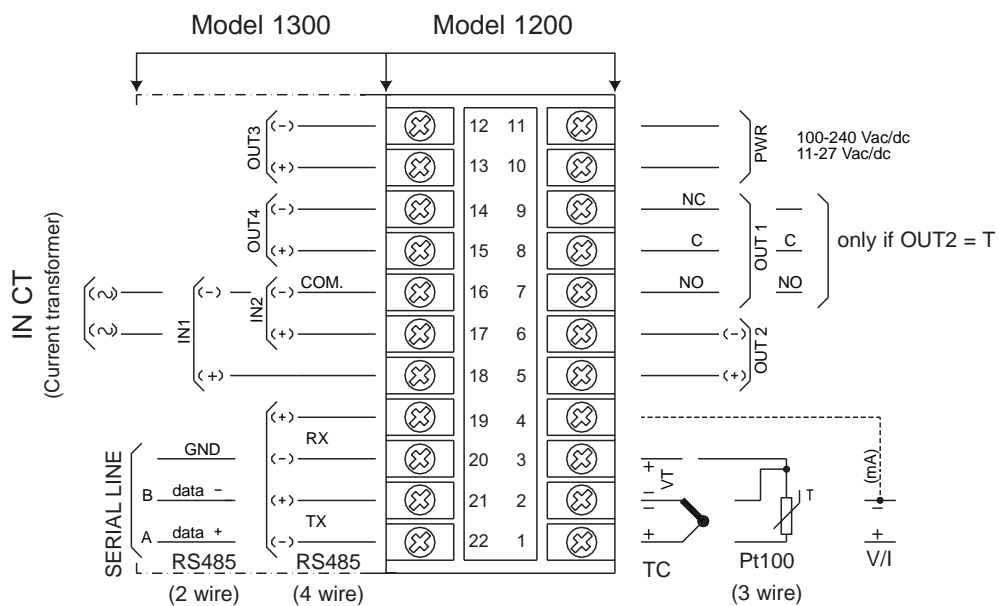 Model 1300 Model 1200
OUT3 (-) 12 11 PWR 100-240 Vac/dc
(+) 13 10 11-27 Vac/dc
OUT4 (-) 14 9 NC OUT 1
(+) 15 8 C C only if OUT2 = T
IN CT
(Current transformer)
(~) IN1 (-) IN2 (-) COM. 16 7 NO NO
(~) (+) 17 6 (-) OUT 2
(+) 18 5 (+)
(+) 19 4
RX
SERIAL LINE GND (-) 20 3 + VT (mA)
B data - (+) 21 2 - - T -
TX
A data + (-) 22 1 + +
RS485 RS485 TC Pt100 V/I
(2 wire) (4 wire) (3 wire)